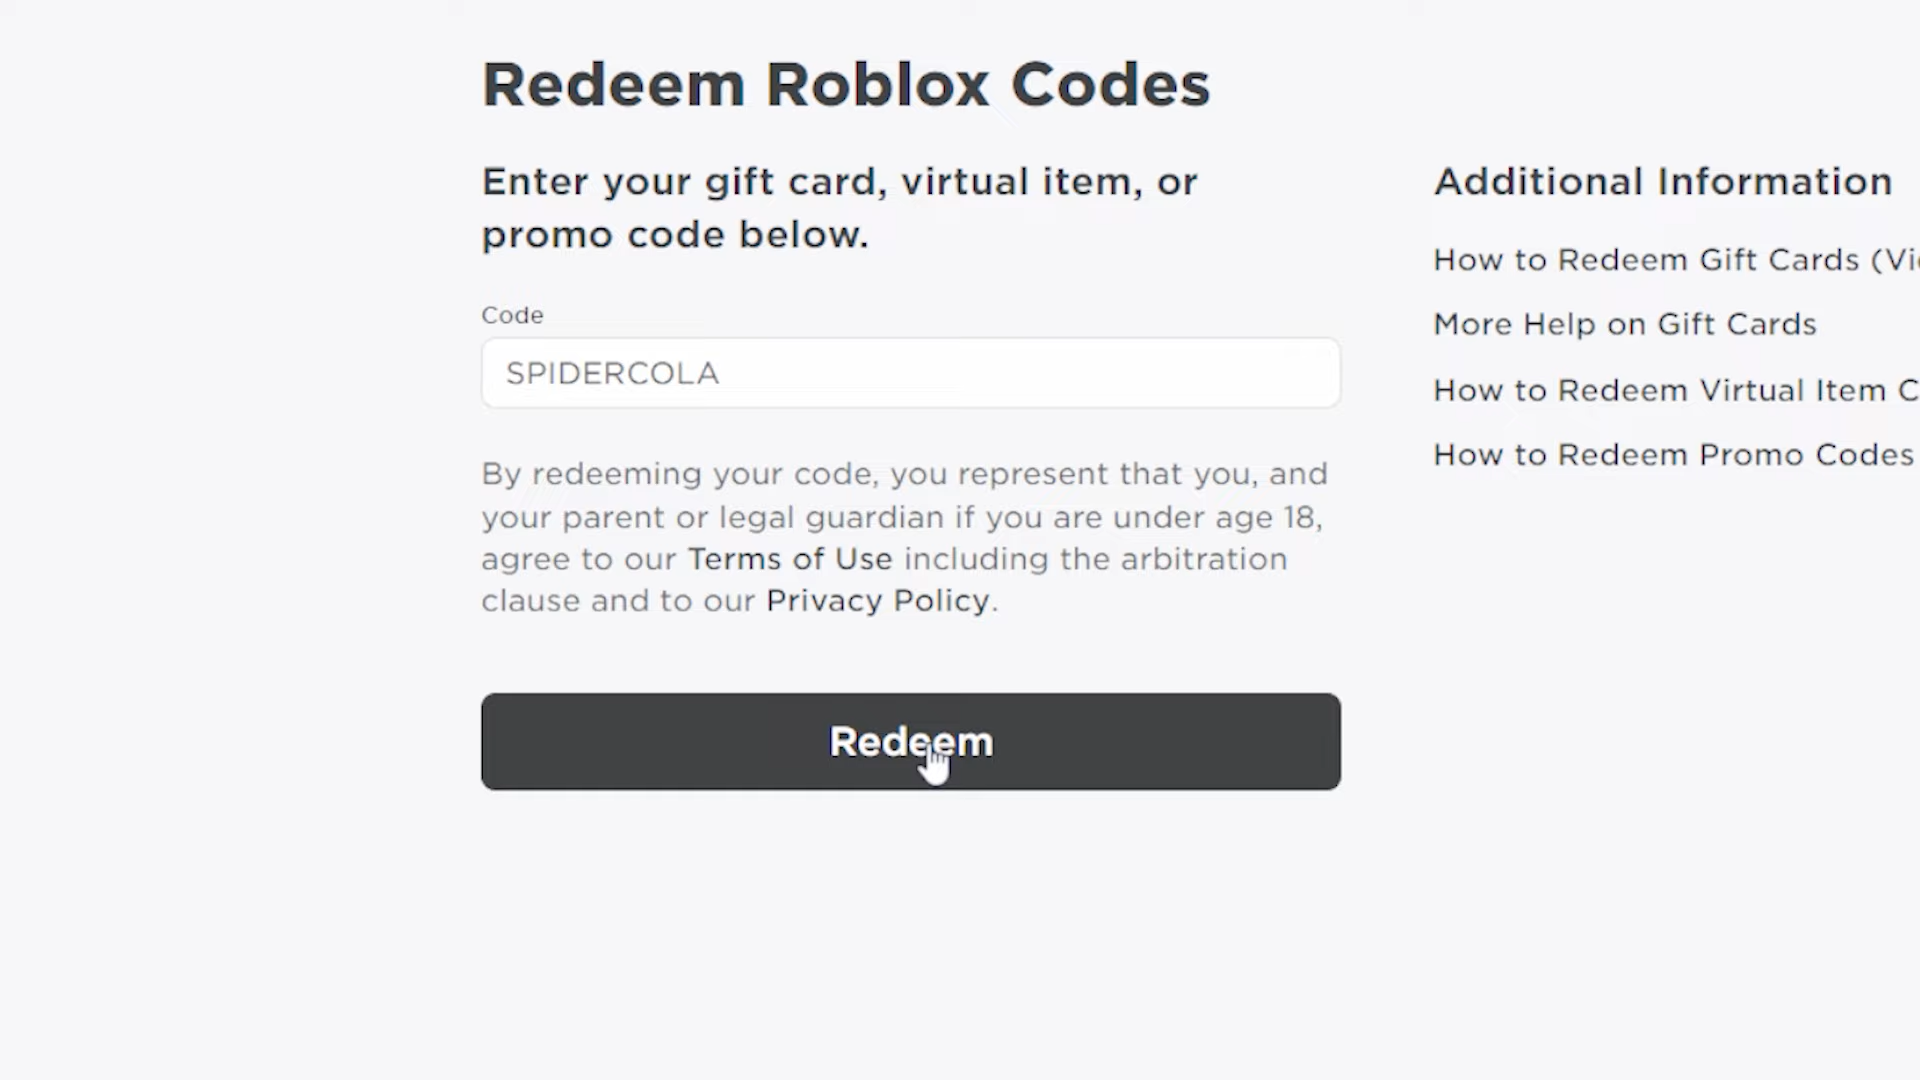 Redeem Roblox Codes
Enter your gift card, virtual item, or
promo code below.
Code
SPIDERCOLA
By redeeming your code, you represent that you, and
your parent or legal guardian if you are under age 18,
agree to our Terms of Use including the arbitration
clause and to our Privacy Policy.
Redeem
Additional Information
How to Redeem Gift Cards
More Help on Gift Cards
How to Redeem Virtual Item
How to Redeem Promo Codes